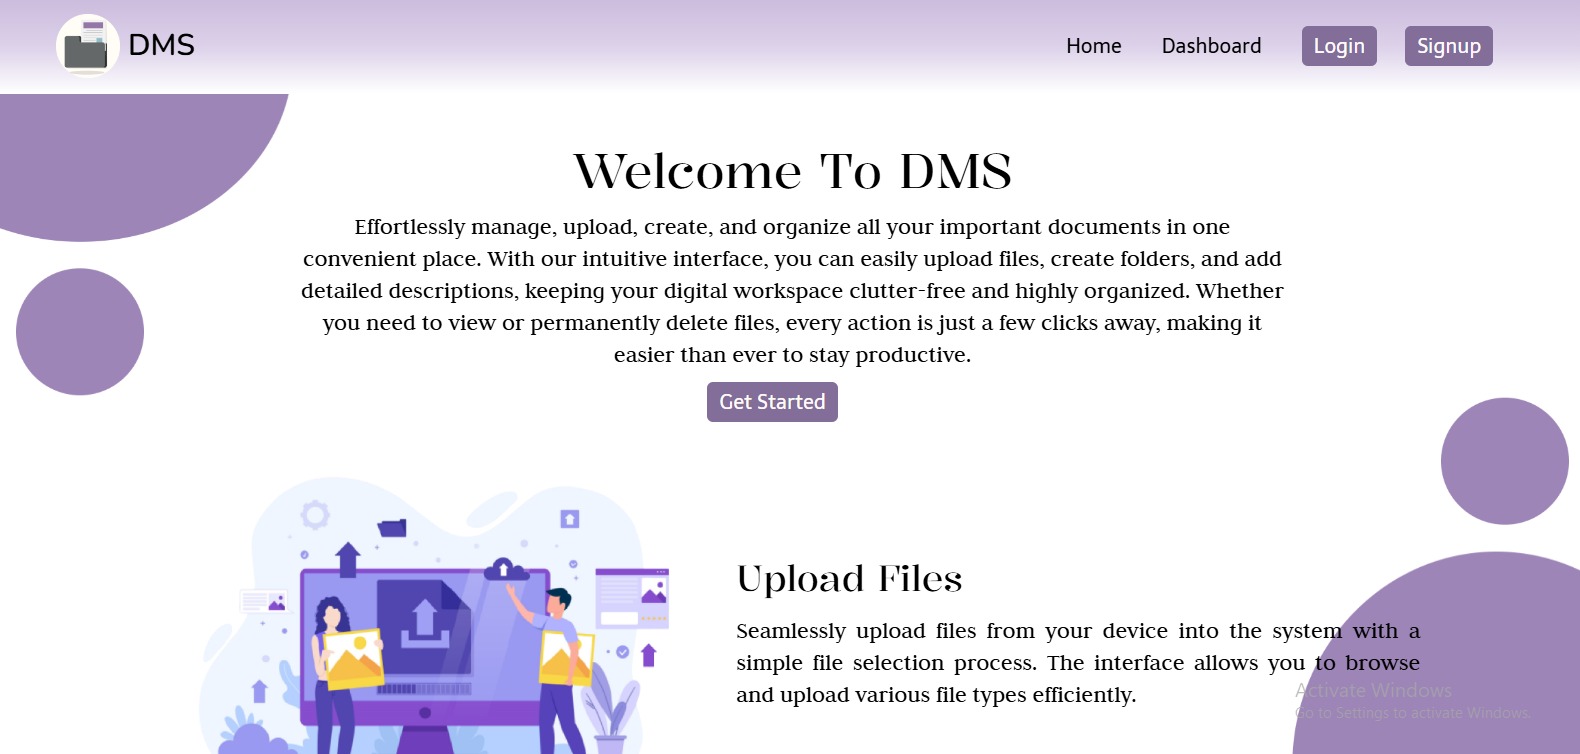 DMS
Home
Dashboard
Login
Signup
Welcome To DMS
Effortlessly manage, upload, create, and organize all your important documents in one
convenient place. With our intuitive interface, you can easily upload files, create folders, and add
detailed descriptions, keeping your digital workspace clutter-free and highly organized. Whether
you need to view or permanently delete files, every action is just a few clicks away, making it
easier than ever to stay productive.
Get Started
Upload Files
Seamlessly upload files from your device into the system with a
simple file selection process. The interface allows you to browse
and upload various file types efficiently.
Activate Windows
Go to Settings to activate Windows.